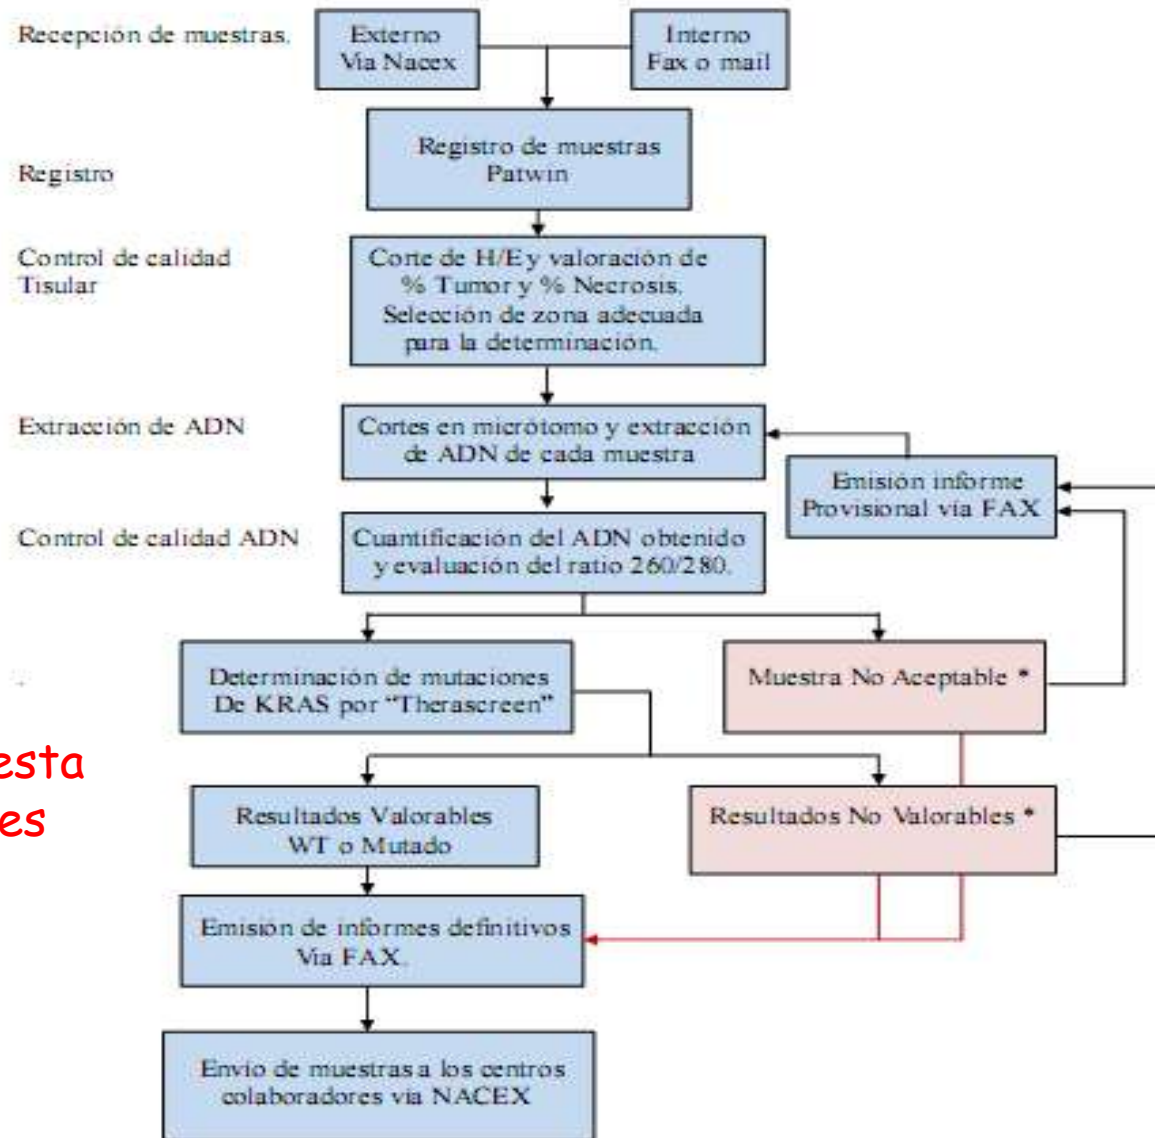 Recepción de muestras.
Externo
Via Nacex
Interno
Fax o mail
Registro
Registro de muestras
Patwin
Control de calidad
Tisular
Corte de H/E y valoración de
% Tumor y % Necrosis.
Selección de zona adecuada
para la determinación.
Extracción de ADN
Cortes en micrótomo y extracción
de ADN de cada muestra
Emisión informe
Provisional vía FAX
Control de calidad ADN
Cuantificación del ADN obtenido
y evaluación del ratio 260/280.
Determinación de mutaciones
De KRAS por “Therascreen”
Muestra No Aceptable *
esta
es
Resultados Valorables
WT o Mutado
Resultados No Valorables *
Emisión de informes definitivos
Via FAX.
Envío de muestras a los centros
colaboradores vía NACEX